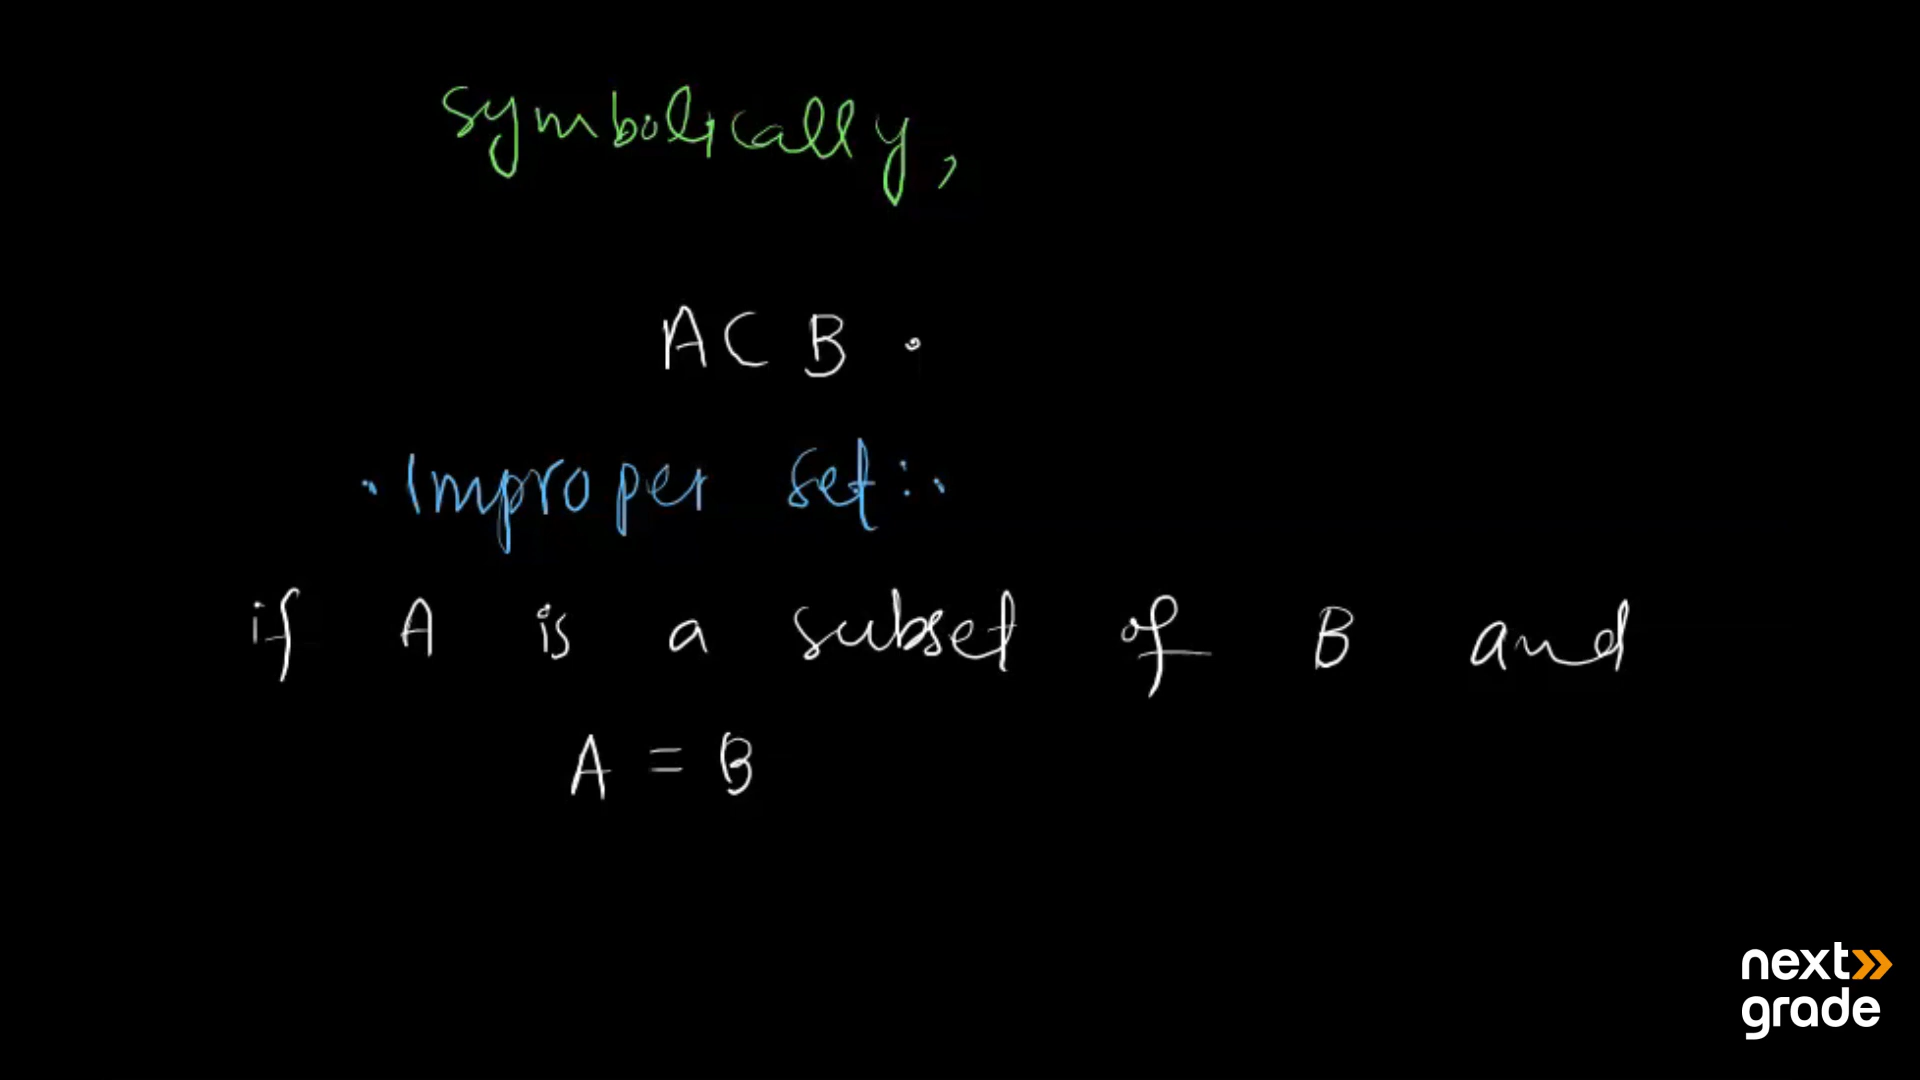 symbolically,
A ⊂ B .
. Improper set : .
if A is a subset of B and
A = B
next
grade